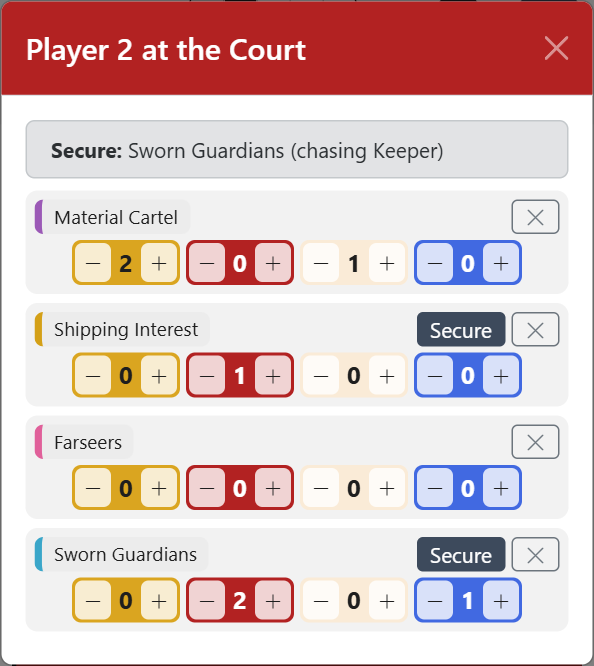 Player 2 at the Court
Secure: Sworn Guardians (chasing Keeper)
Material Cartel
− 2 + − 0 + − 1 + − 0 +
Shipping Interest Secure
− 0 + − 1 + − 0 + − 0 +
Farseers
− 0 + − 0 + − 0 + − 0 +
Sworn Guardians Secure
− 0 + − 2 + − 0 + − 1 +